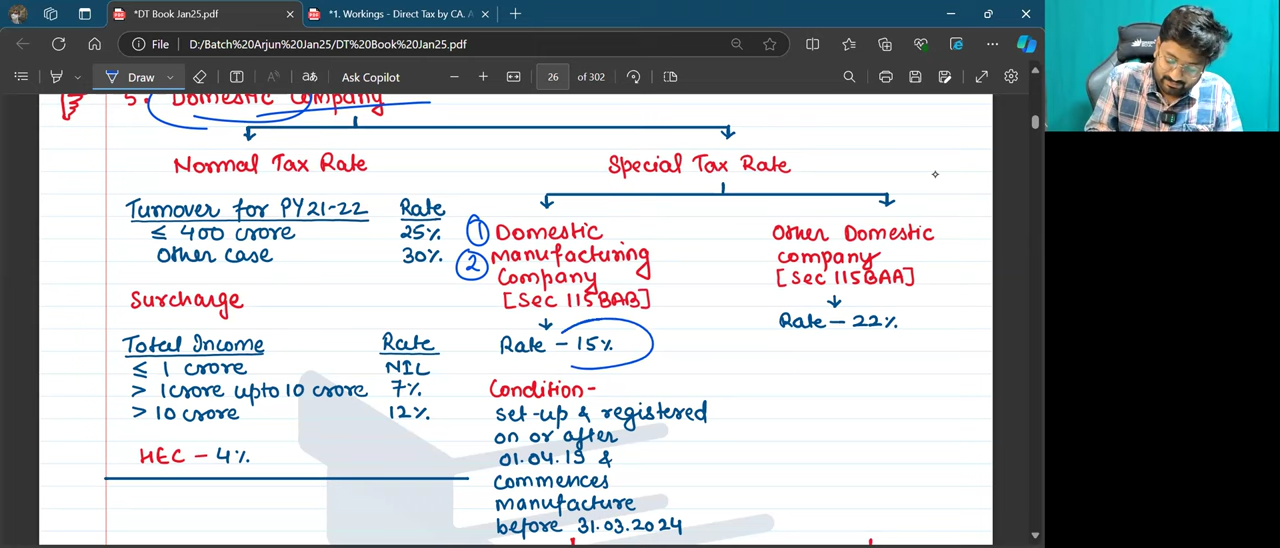 *DT Book Jan25.pdf
*1. Workings - Direct Tax by CA. A
File
D:/Batch%20Arjun%20Jan25/DT%20Book%20Jan25.pdf
Draw
Ask Copilot
26
of 302
5. Domestic Company
Normal Tax Rate
Turnover for PY21-22 Rate
≤ 400 crore 25%
Other case 30%
Surcharge
Total Income Rate
≤ 1 crore NIL
> 1crore upto 10 crore 7%
> 10 crore 12%
HEC - 4%
Special Tax Rate
1 Domestic
2 manufacturing
Company
[Sec 115BAB]
Rate - 15%
Condition-
set-up & registered
on or after
01.04.19 &
commences
manufacture
before 31.03.2024
Other Domestic
company
[Sec 115BAA]
Rate - 22%